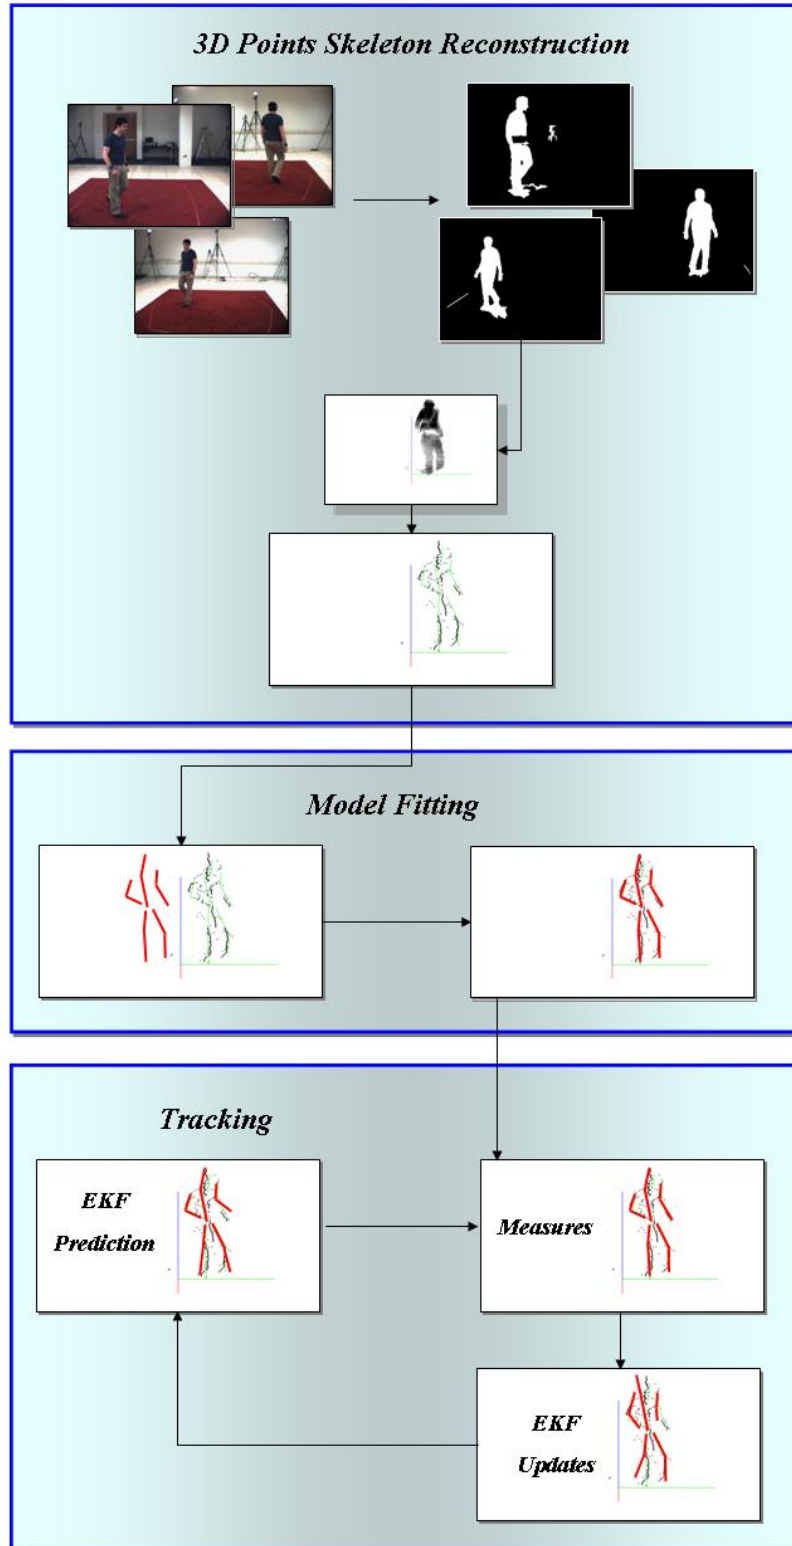 3D Points Skeleton Reconstruction
Model Fitting
Tracking
EKF
Prediction
Measures
EKF
Updates